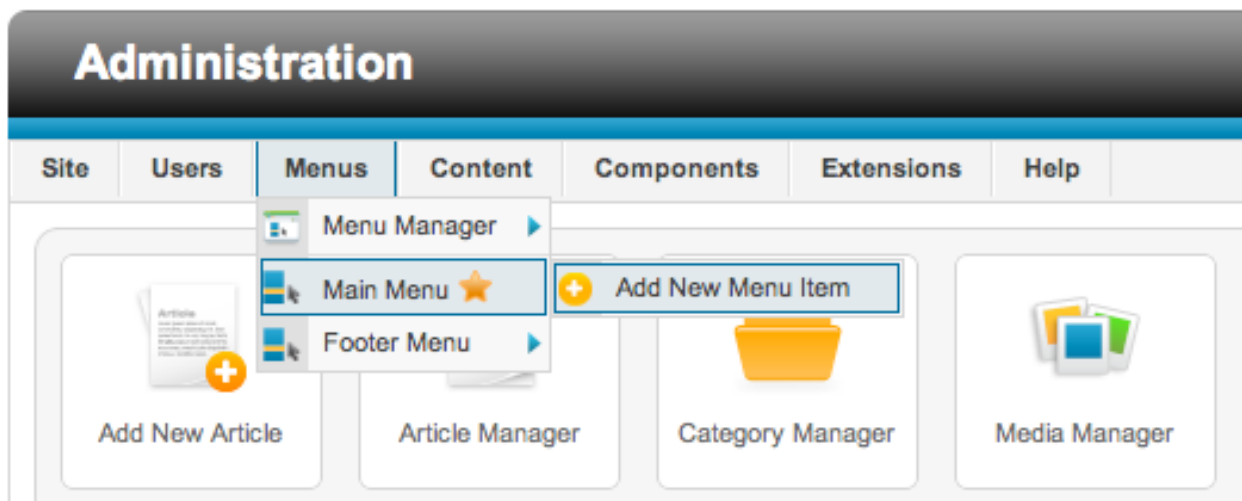 Administration
Site Users Menus Content Components Extensions Help
Menu Manager
Main Menu Add New Menu Item
Footer Menu
Article
Add New Article Article Manager Category Manager Media Manager